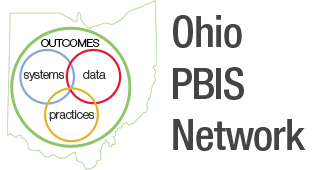 OUTCOMES
systems
data
practices
Ohio
PBIS
Network